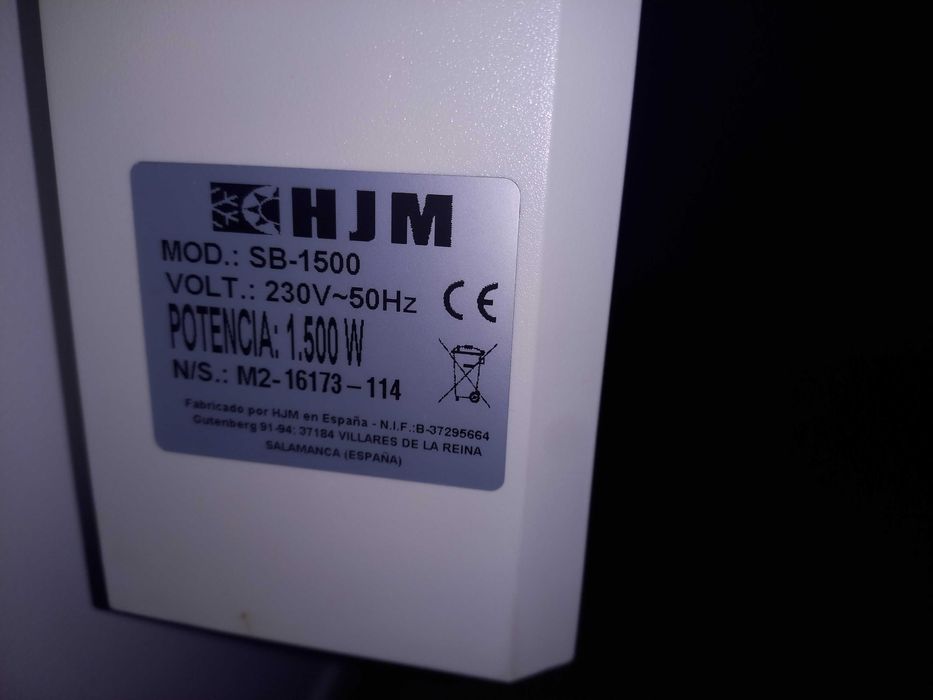 HJM
MOD.: SB-1500
VOLT.: 230V~50Hz CE
POTENCIA: 1.500 W
N/S.: M2-16173-114
Fabricado por HJM en España - N.I.F.:B-37295664
Gutenberg 91-94; 37184 VILLARES DE LA REINA
SALAMANCA (ESPAÑA)